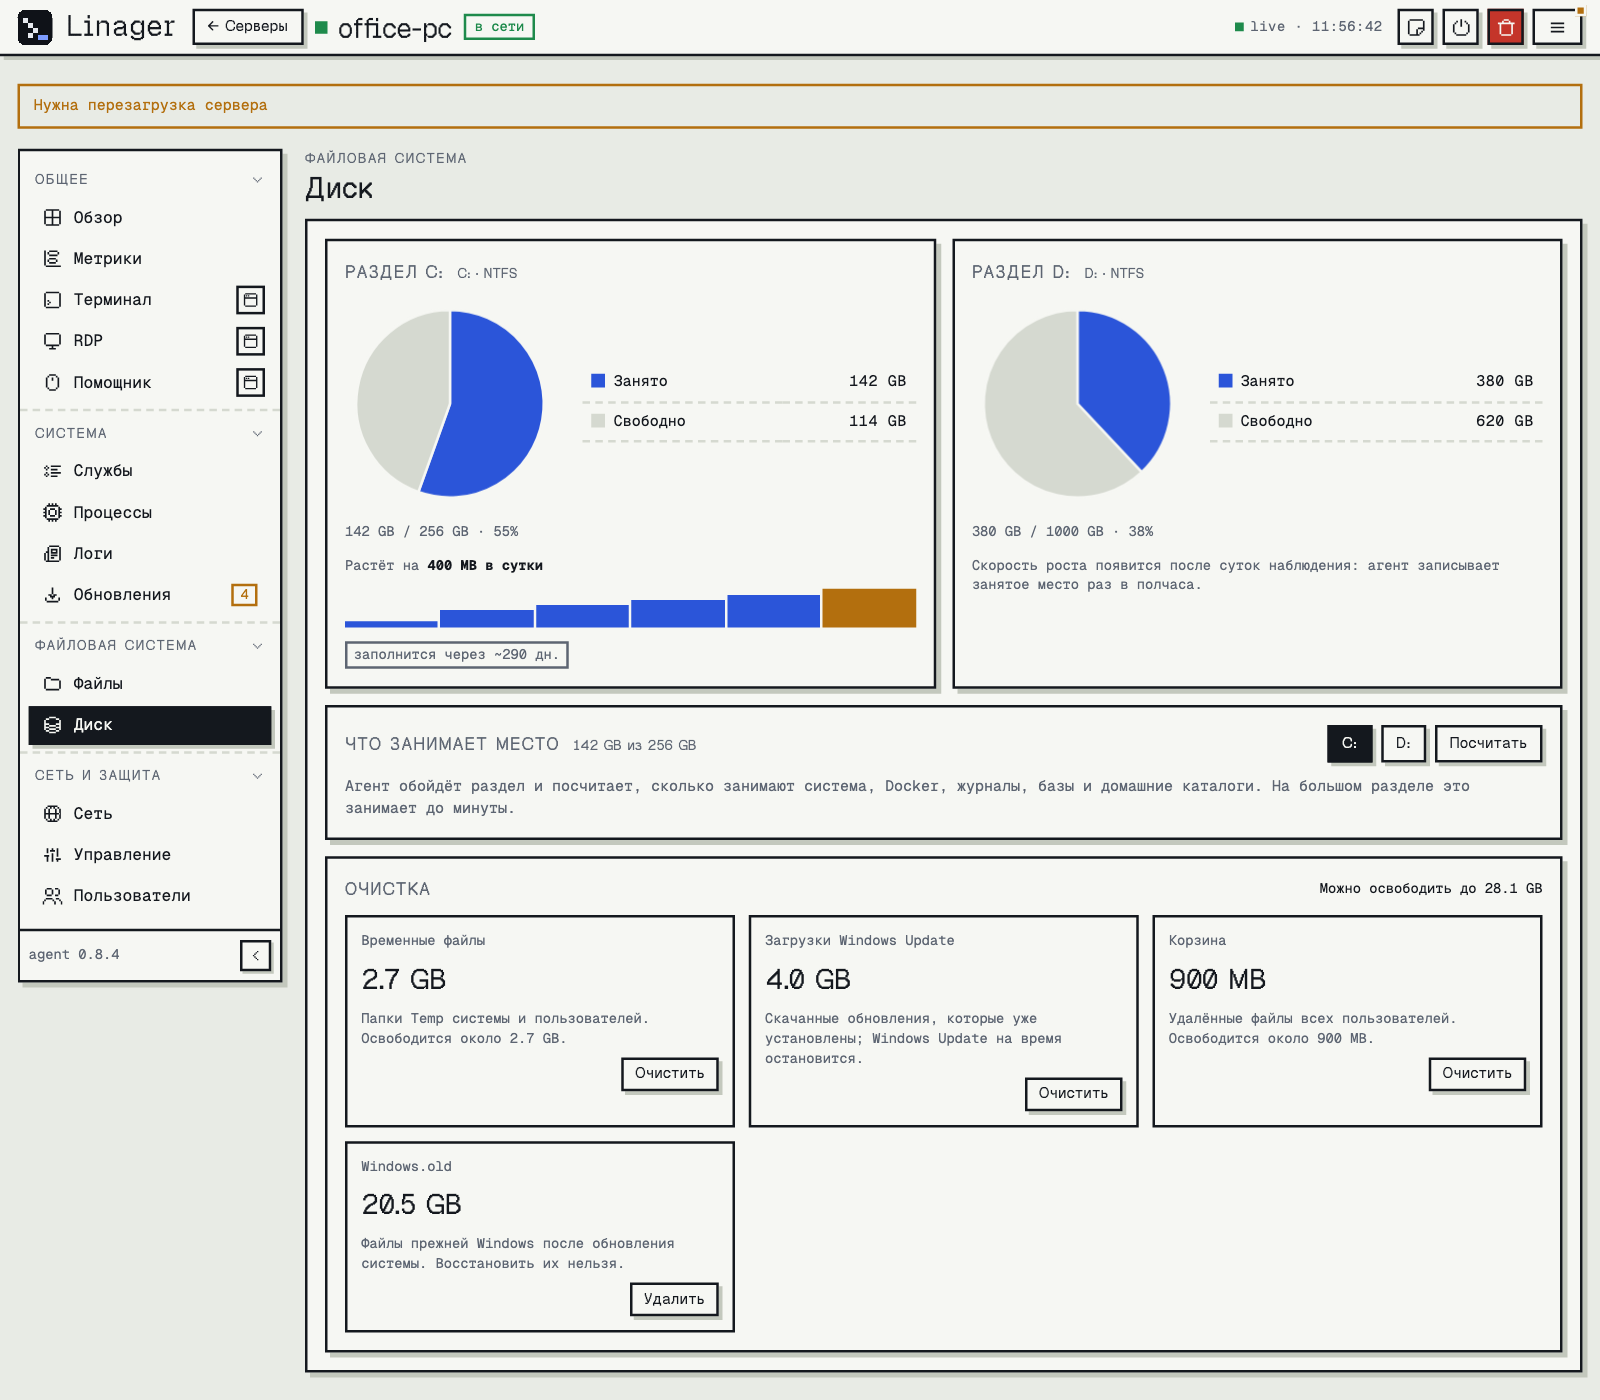 Linager
← Серверы
office-pc
в сети
live · 11:56:42
Нужна перезагрузка сервера
ОБЩЕЕ
Обзор
Метрики
Терминал
RDP
Помощник
СИСТЕМА
Службы
Процессы
Логи
Обновления
4
ФАЙЛОВАЯ СИСТЕМА
Файлы
Диск
СЕТЬ И ЗАЩИТА
Сеть
Управление
Пользователи
agent 0.8.4
ФАЙЛОВАЯ СИСТЕМА
Диск
РАЗДЕЛ C: C: · NTFS
Занято 142 GB
Свободно 114 GB
142 GB / 256 GB · 55%
Растёт на 400 MB в сутки
заполнится через ~290 дн.
РАЗДЕЛ D: D: · NTFS
Занято 380 GB
Свободно 620 GB
380 GB / 1000 GB · 38%
Скорость роста появится после суток наблюдения: агент записывает
занятое место раз в полчаса.
ЧТО ЗАНИМАЕТ МЕСТО 142 GB из 256 GB
C:
D:
Посчитать
Агент обойдёт раздел и посчитает, сколько занимают система, Docker, журналы, базы и домашние каталоги. На большом разделе это
занимает до минуты.
ОЧИСТКА
Можно освободить до 28.1 GB
Временные файлы
2.7 GB
Папки Temp системы и пользователей.
Освободится около 2.7 GB.
Очистить
Загрузки Windows Update
4.0 GB
Скачанные обновления, которые уже
установлены; Windows Update на время
остановится.
Очистить
Корзина
900 MB
Удалённые файлы всех пользователей.
Освободится около 900 MB.
Очистить
Windows.old
20.5 GB
Файлы прежней Windows после обновления
системы. Восстановить их нельзя.
Удалить